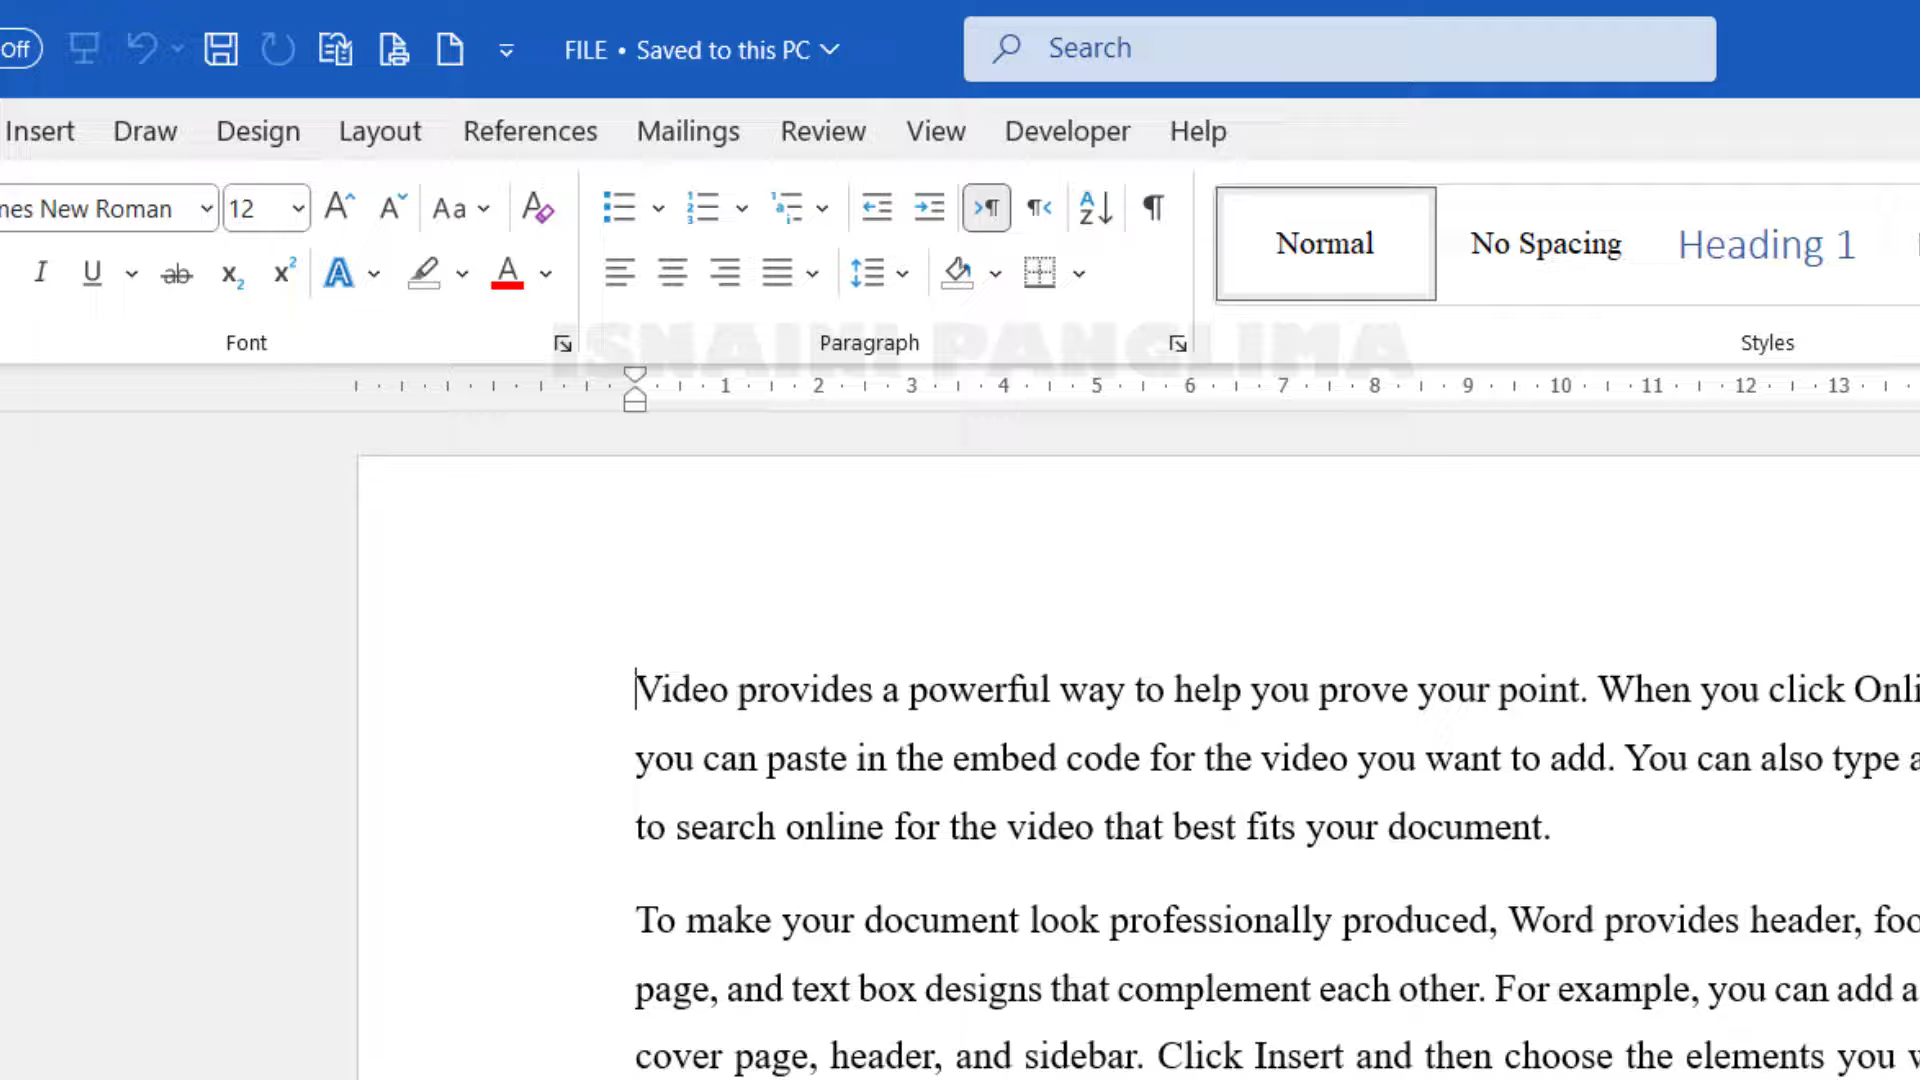 Off FILE • Saved to this PC Search
Insert Draw Design Layout References Mailings Review View Developer Help
mes New Roman 12 Aa
Normal No Spacing Heading 1
Font Paragraph Styles
ISNAINI PANGLIMA
1 2 3 4 5 6 7 8 9 10 11 12 13
Video provides a powerful way to help you prove your point. When you click Onli
you can paste in the embed code for the video you want to add. You can also type a
to search online for the video that best fits your document.
To make your document look professionally produced, Word provides header, foo
page, and text box designs that complement each other. For example, you can add a
cover page, header, and sidebar. Click Insert and then choose the elements you w